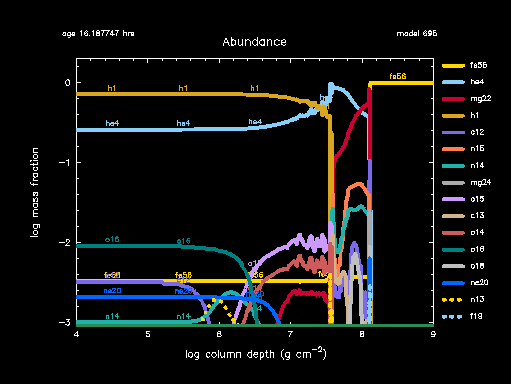 age 16.187747 hrs
model 695
Abundance
fe56
he4
mg22
h1
c12
n15
n14
mg24
o15
c13
o14
o16
o18
ne20
n13
f19
0
−1
−2
−3
log mass fraction
h1 h1 h1
he4 he4 he4
fe56
o16 o16
fe56 fe56
ne20
n14 n14
4 5 6 7 8 9
log column depth (g cm⁻²)